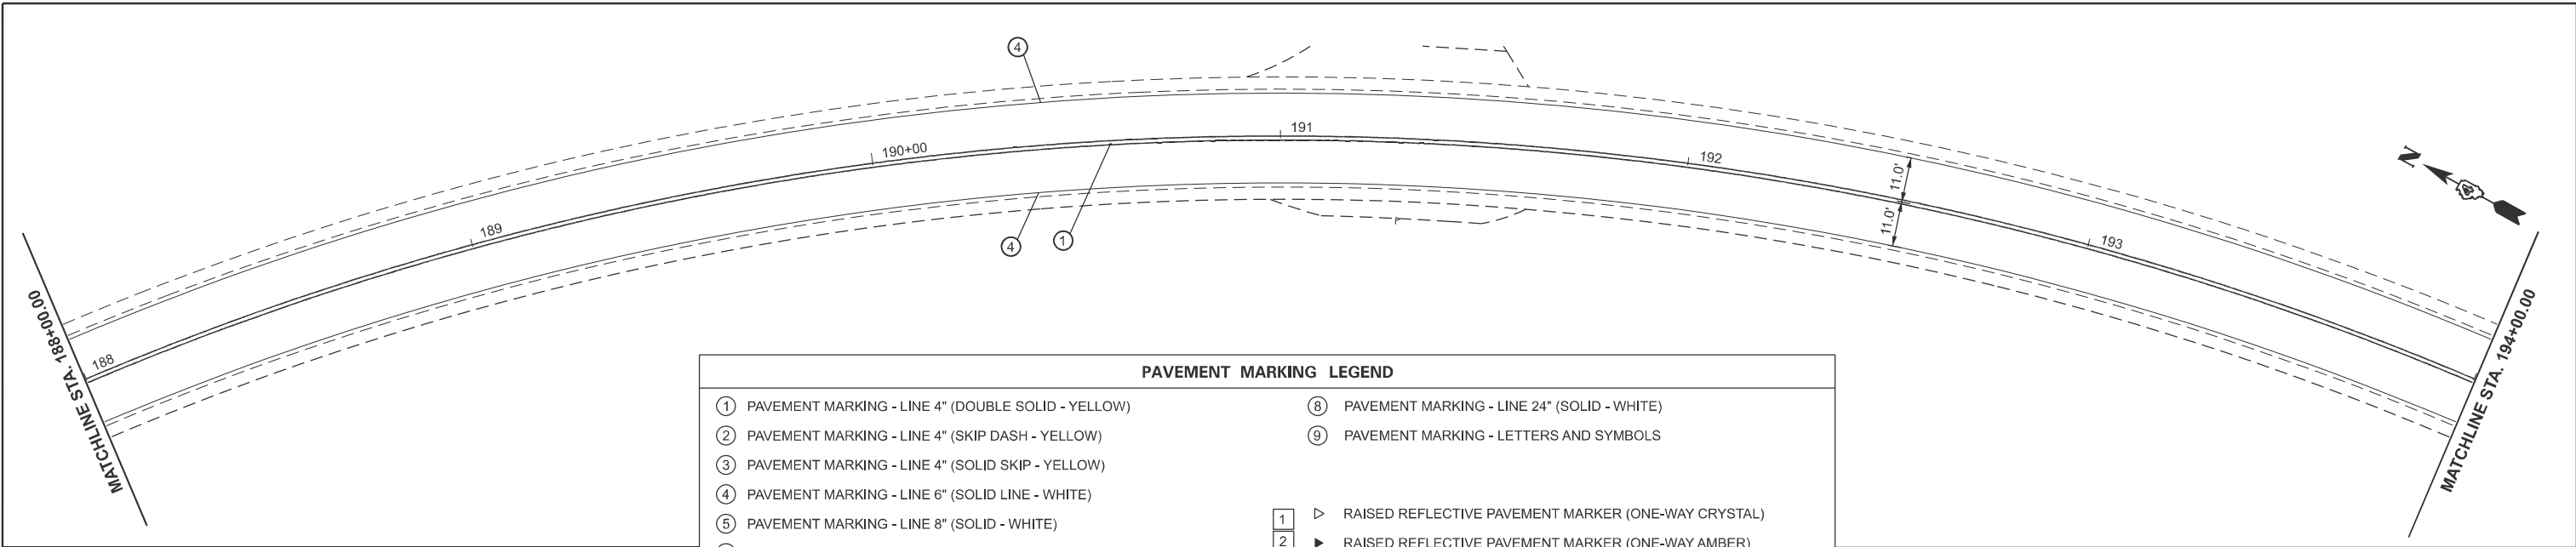 4
191
190+00
192
189
11.0'
11.0'
193
N
4
1
188
MATCHLINE STA. 188+00.00
MATCHLINE STA. 194+00.00
PAVEMENT MARKING LEGEND
1 PAVEMENT MARKING - LINE 4" (DOUBLE SOLID - YELLOW)
2 PAVEMENT MARKING - LINE 4" (SKIP DASH - YELLOW)
3 PAVEMENT MARKING - LINE 4" (SOLID SKIP - YELLOW)
4 PAVEMENT MARKING - LINE 6" (SOLID LINE - WHITE)
5 PAVEMENT MARKING - LINE 8" (SOLID - WHITE)
8 PAVEMENT MARKING - LINE 24" (SOLID - WHITE)
9 PAVEMENT MARKING - LETTERS AND SYMBOLS
1 RAISED REFLECTIVE PAVEMENT MARKER (ONE-WAY CRYSTAL)
2 RAISED REFLECTIVE PAVEMENT MARKER (ONE-WAY AMBER)